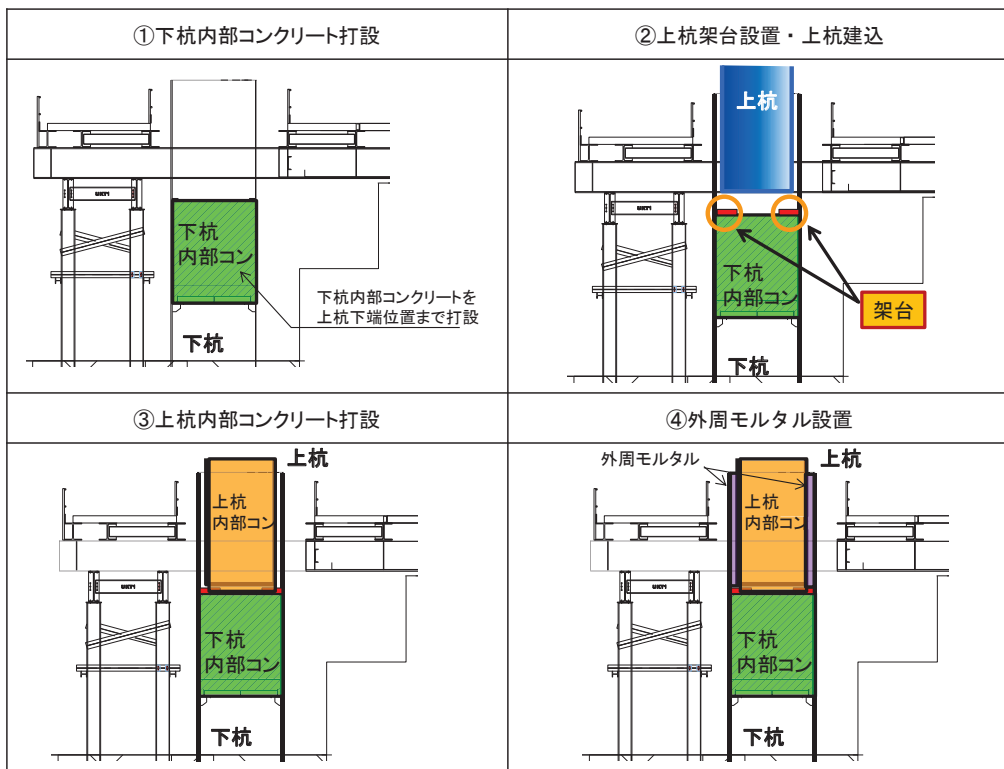 ①下杭内部コンクリート打設
②上杭架台設置・上杭建込
下杭
内部コン
下杭内部コンクリートを
上杭下端位置まで打設
下杭
上杭
下杭
内部コン
架台
下杭
③上杭内部コンクリート打設
④外周モルタル設置
上杭
上杭
内部コン
下杭
内部コン
下杭
外周モルタル
上杭
上杭
内部コン
下杭
内部コン
下杭